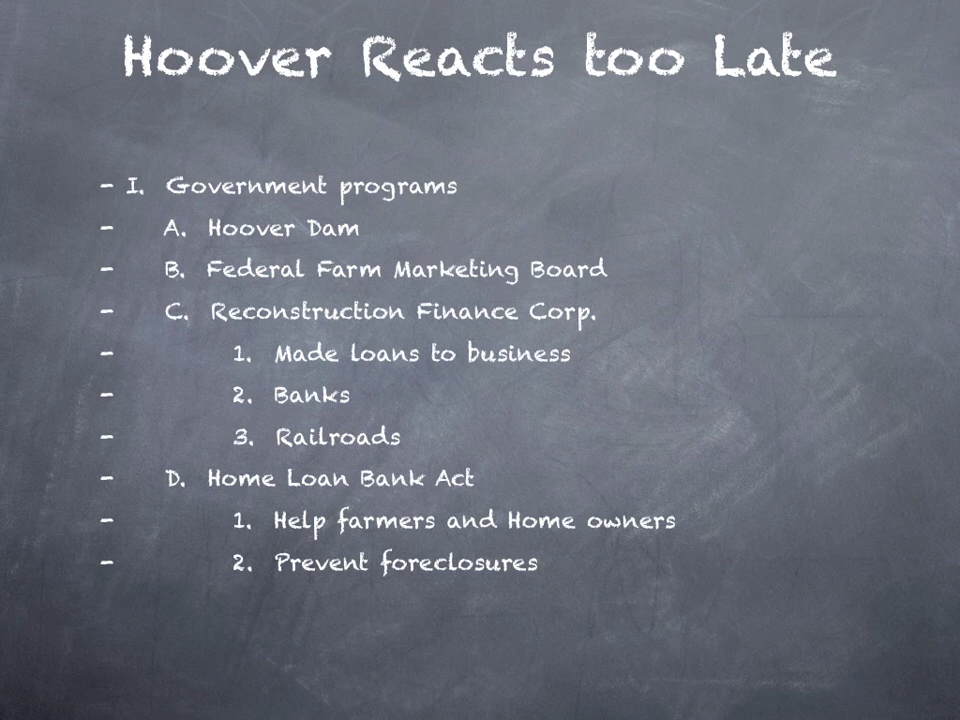 Hoover Reacts too Late
- I. Government programs
- A. Hoover Dam
- B. Federal Farm Marketing Board
- C. Reconstruction Finance Corp.
- 1. Made loans to business
- 2. Banks
- 3. Railroads
- D. Home Loan Bank Act
- 1. Help farmers and Home owners
- 2. Prevent foreclosures